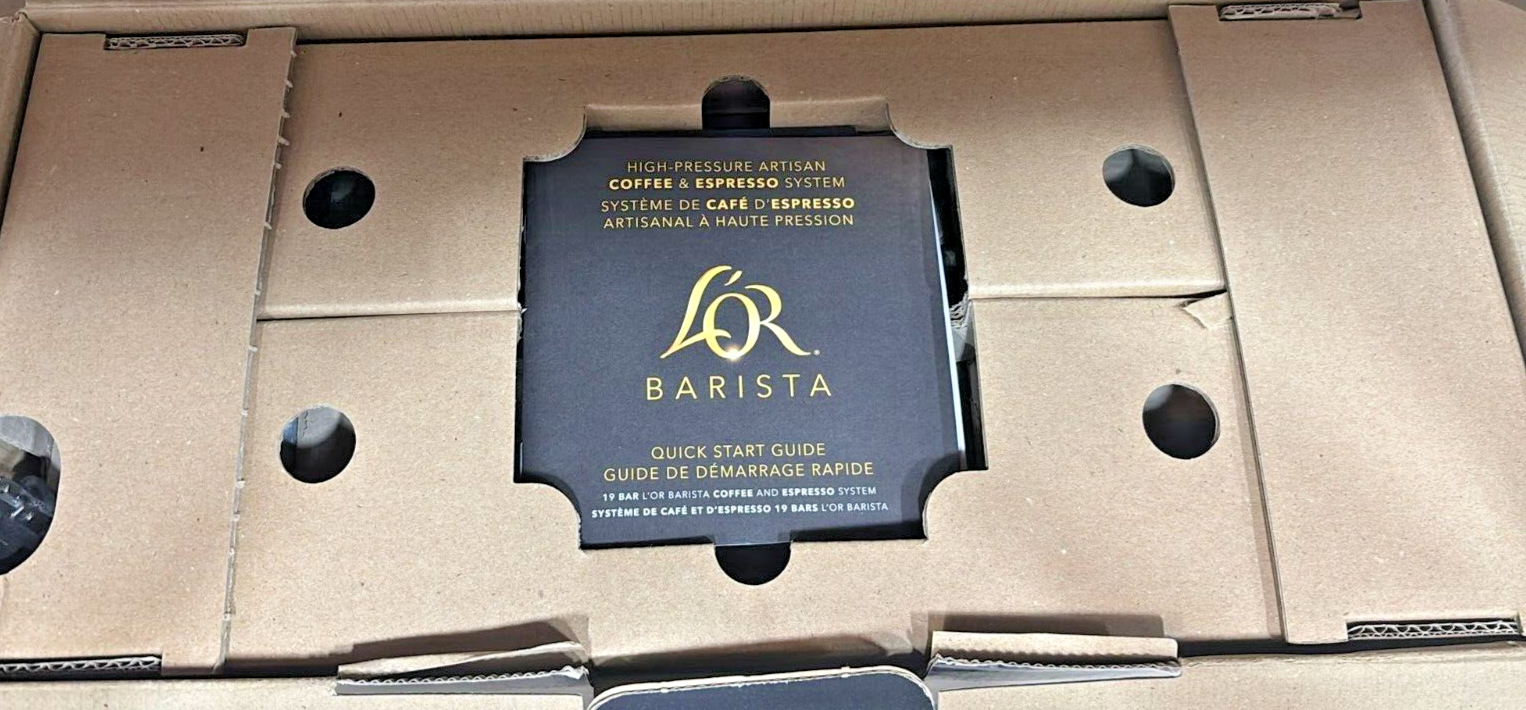 HIGH-PRESSURE ARTISAN
COFFEE & ESPRESSO SYSTEM
SYSTÈME DE CAFÉ D'ESPRESSO
ARTISANAL À HAUTE PRESSION
L'OR
BARISTA
QUICK START GUIDE
GUIDE DE DÉMARRAGE RAPIDE
19 BAR L'OR BARISTA COFFEE AND ESPRESSO SYSTEM
SYSTÈME DE CAFÉ ET D'ESPRESSO 19 BARS L'OR BARISTA